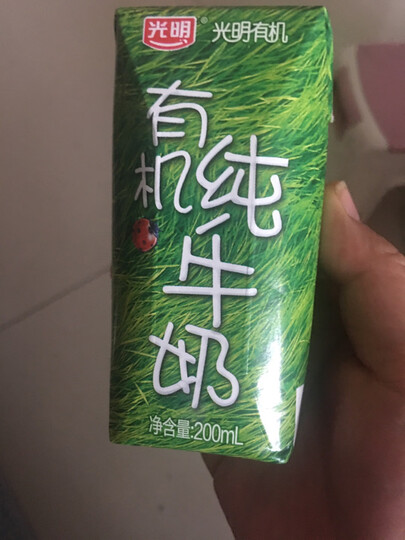 光明
光明有机
有机
纯牛奶
净含量:200mL